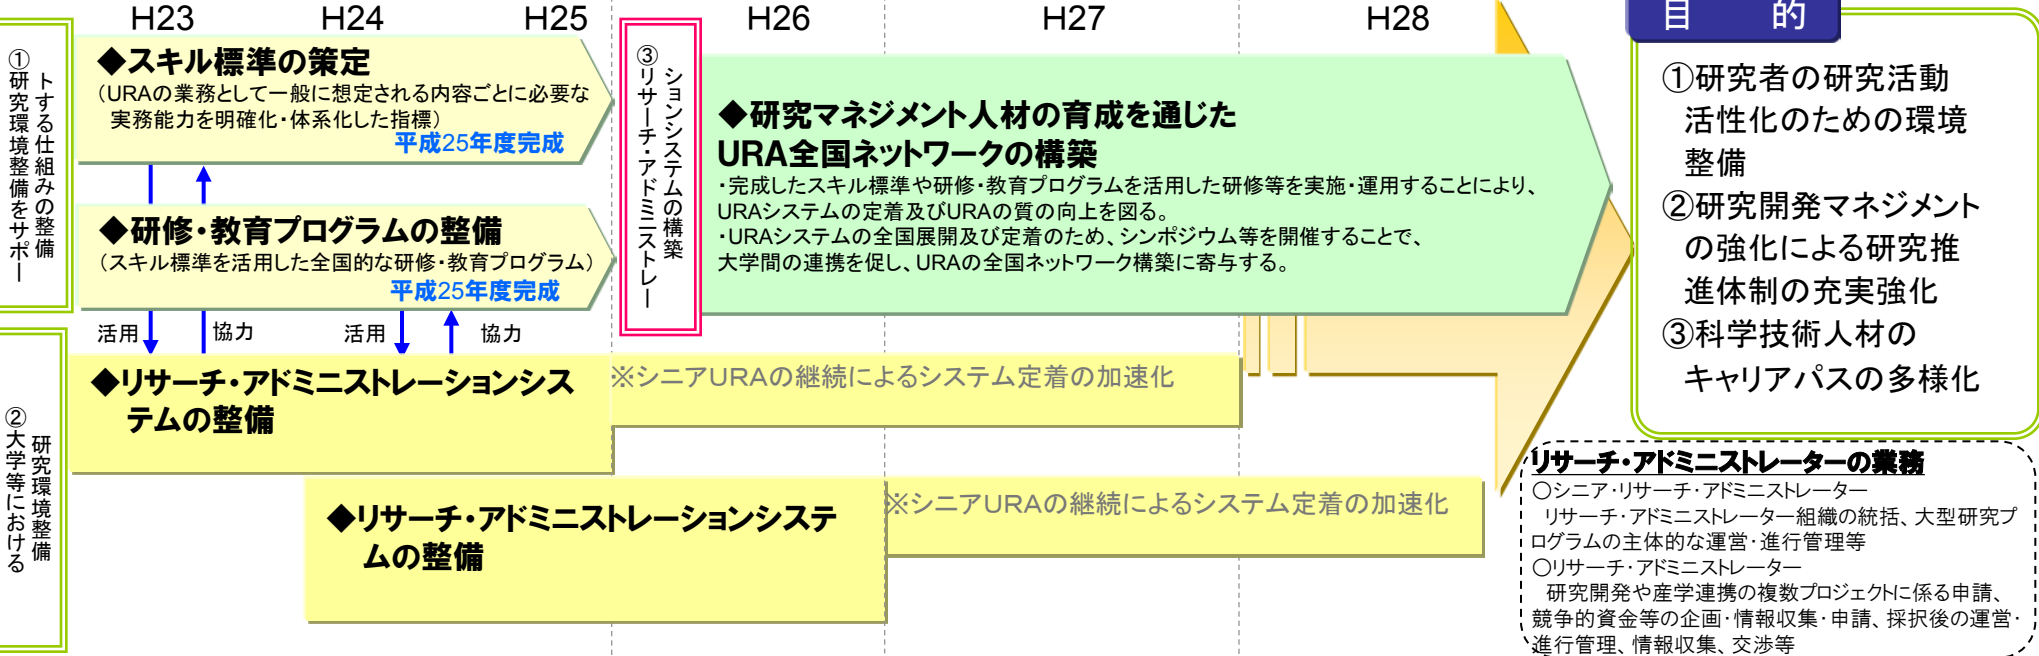 H23
H24
H25
H26
H27
H28
①研究環境整備をサポー
トする仕組みの整備
◆スキル標準の策定
（URAの業務として一般に想定される内容ごとに必要な
実務能力を明確化・体系化した指標）
平成25年度完成
◆研修・教育プログラムの整備
（スキル標準を活用した全国的な研修・教育プログラム）
平成25年度完成
活用
協力
活用
協力
③リサーチ・アドミニストレー
ションシステムの構築
◆研究マネジメント人材の育成を通じた
URA全国ネットワークの構築
・完成したスキル標準や研修・教育プログラムを活用した研修等を実施・運用することにより、
URAシステムの定着及びURAの質の向上を図る。
・URAシステムの全国展開及び定着のため、シンポジウム等を開催することで、
大学間の連携を促し、URAの全国ネットワーク構築に寄与する。
②大学等における
研究環境整備
◆リサーチ・アドミニストレーションシス
テムの整備
※シニアURAの継続によるシステム定着の加速化
◆リサーチ・アドミニストレーションシステ
ムの整備
※シニアURAの継続によるシステム定着の加速化
目　的
①研究者の研究活動
活性化のための環境
整備
②研究開発マネジメント
の強化による研究推
進体制の充実強化
③科学技術人材の
キャリアパスの多様化
リサーチ・アドミニストレーターの業務
○シニア・リサーチ・アドミニストレーター
リサーチ・アドミニストレーター組織の統括、大型研究プ
ログラムの主体的な運営・進行管理等
○リサーチ・アドミニストレーター
研究開発や産学連携の複数プロジェクトに係る申請、
競争的資金等の企画・情報収集・申請、採択後の運営・
進行管理、情報収集、交渉等